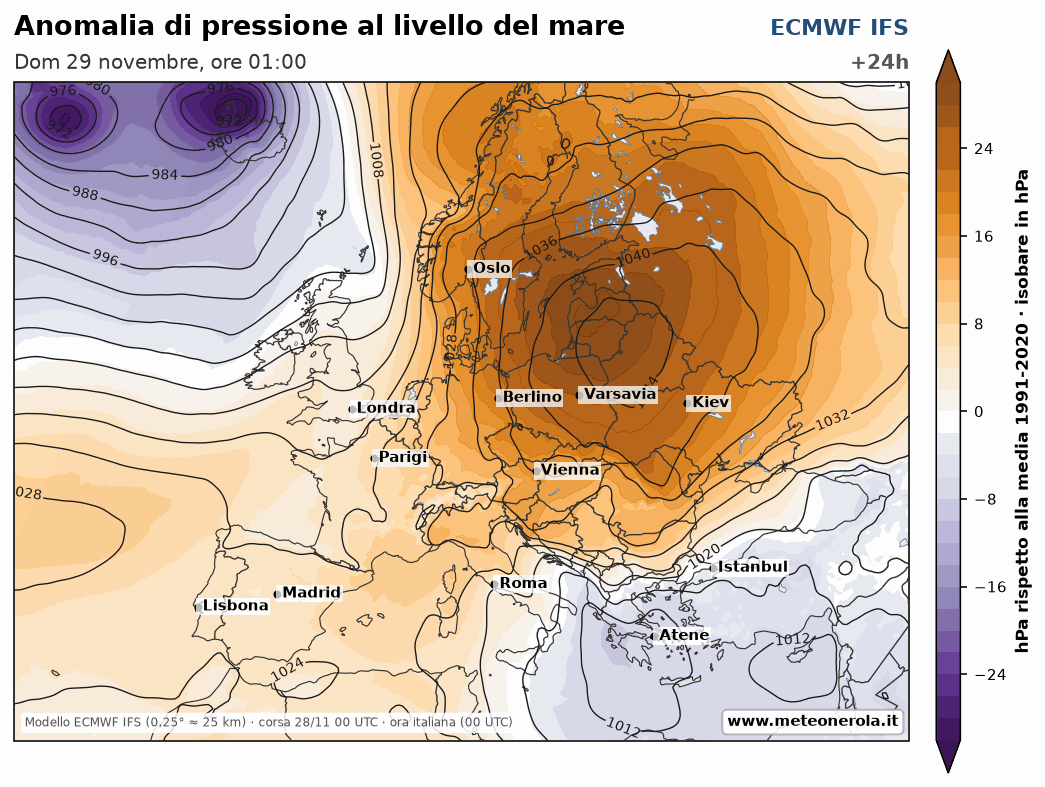 Anomalia di pressione al livello del mare
ECMWF IFS
Dom 29 novembre, ore 01:00
+24h
976
980
976
972
972
980
984
988
996
1008
1036
1040
Oslo
1028
24
16
8
0
−8
−16
−24
hPa rispetto alla media 1991-2020 · isobare in hPa
Berlino
Varsavia
Kiev
Londra
1032
Parigi
Vienna
028
1020
Istanbul
Roma
Madrid
Lisbona
Atene
1012
1024
1012
Modello ECMWF IFS (0,25° ≈ 25 km) · corsa 28/11 00 UTC · ora italiana (00 UTC)
www.meteonerola.it